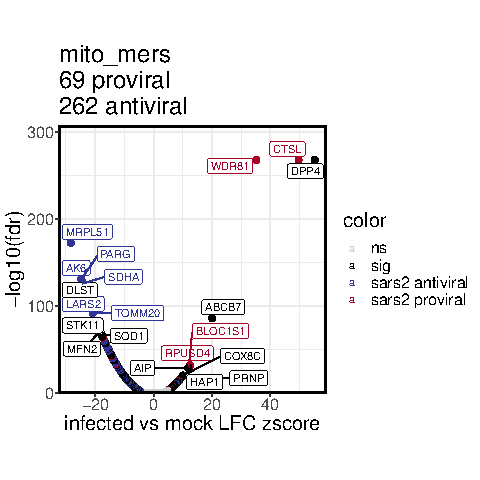 mito_mers
69 proviral
262 antiviral
300
200
100
0
-log10(fdr)
CTSL
WDR81
DPP4
MRPL51
PARG
AK6
SDHA
DLST
LARS2
TOMM20
ABCB7
STK11
SOD1
BLOC1S1
MFN2
RPUSD4
COX8C
AIP
HAP1
PRNP
−20
0
20
40
infected vs mock LFC zscore
color
a ns
a sig
a sars2 antiviral
a sars2 proviral